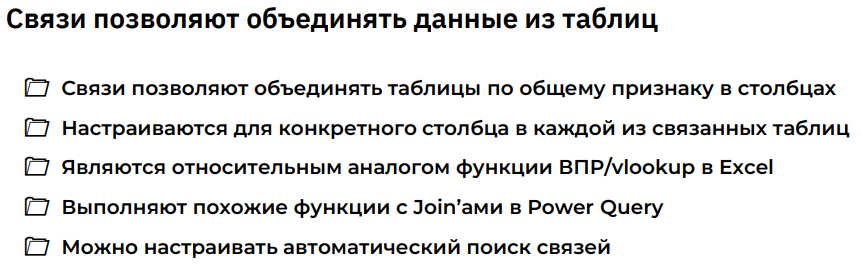 Связи позволяют объединять данные из таблиц
Связи позволяют объединять таблицы по общему признаку в столбцах
Настраиваются для конкретного столбца в каждой из связанных таблиц
Являются относительным аналогом функции ВПР/vlookup в Excel
Выполняют похожие функции с Join’ами в Power Query
Можно настраивать автоматический поиск связей